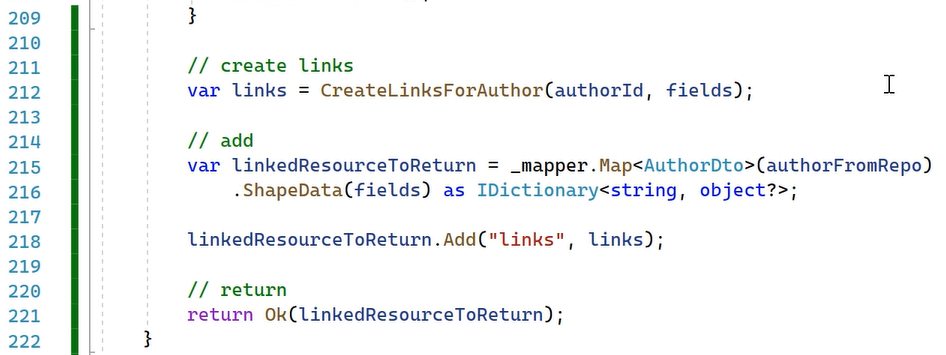 209 }
210
211 // create links
212 var links = CreateLinksForAuthor(authorId, fields);
213
214 // add
215 var linkedResourceToReturn = _mapper.Map<AuthorDto>(authorFromRepo)
216 .ShapeData(fields) as IDictionary<string, object?>;
217
218 linkedResourceToReturn.Add("links", links);
219
220 // return
221 return Ok(linkedResourceToReturn);
222 }